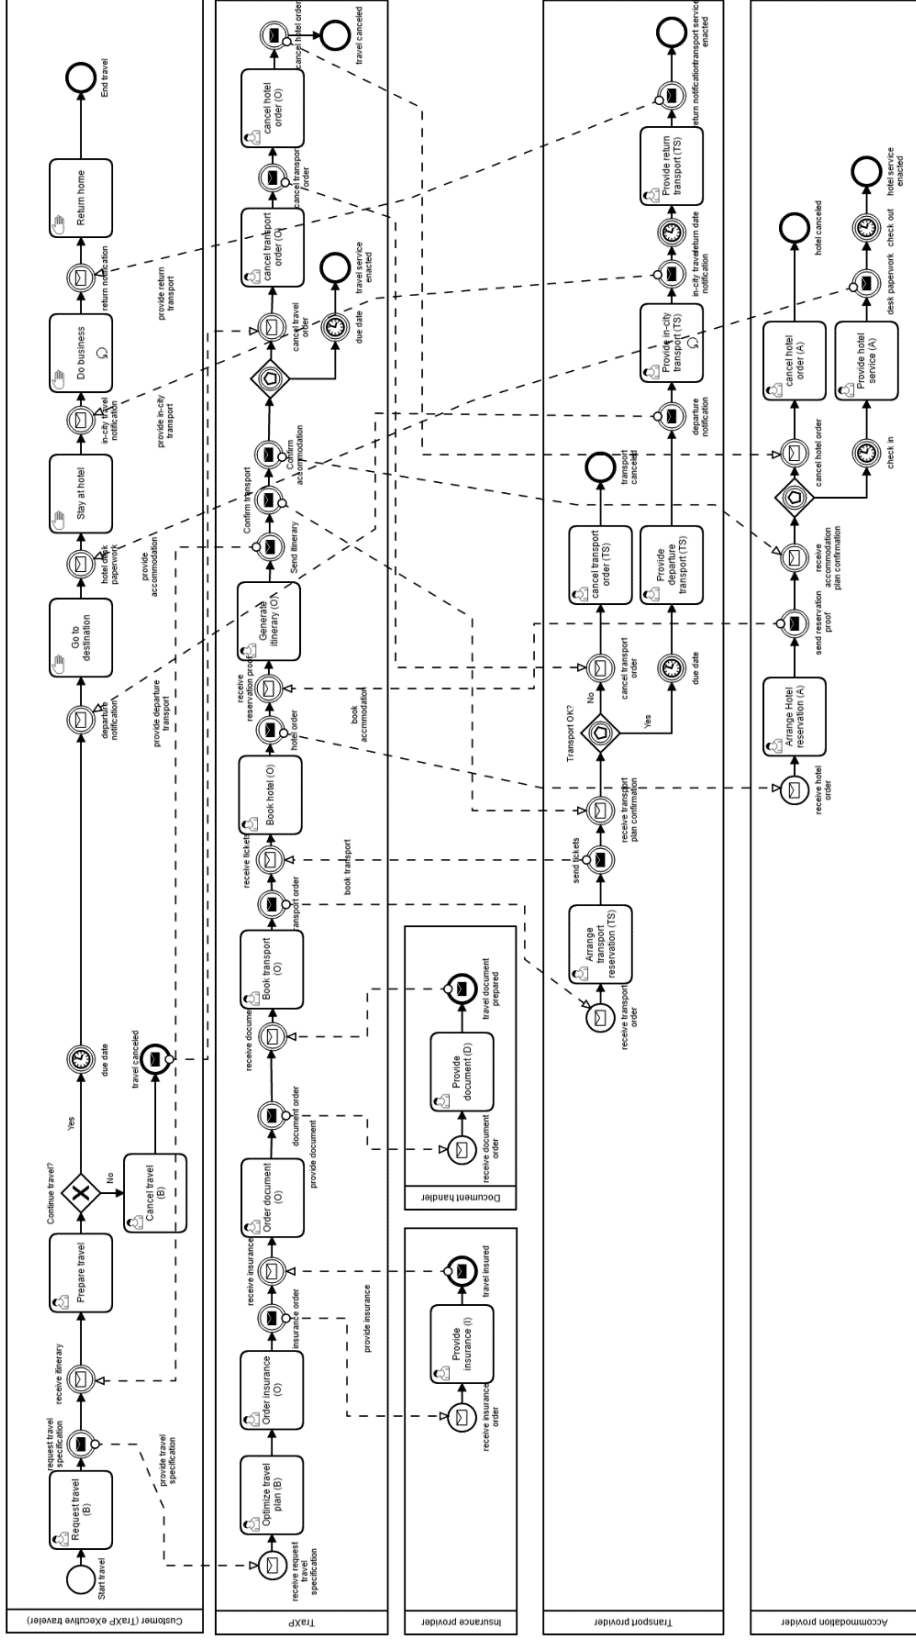 Customer (TraXP eXecutive traveler)
Start travel
Request travel
(B)
request travel
specification
provide travel
specification
receive itinerary
Prepare travel
Continue travel?
Yes
No
Cancel travel
(B)
due date
travel canceled
departure
notification
provide departure
transport
Go to
destination
hotel desk
paperwork
provide
accommodation
Stay at hotel
in-city travel
notification
provide in-city
transport
Do business
return notification
provide return
transport
Return home
End travel
TraXP
receive request
travel
specification
Optimize travel
plan (B)
Order insurance
(O)
insurance order
receive insurance
provide insurance
Order document
(O)
document order
provide document
receive document
Book transport
(O)
transport order
receive tickets
book transport
Book hotel (O)
hotel order
receive
reservation proof
book
accommodation
Generate
itinerary (O)
Send itinerary
Confirm transport
Confirm
accommodation
cancel travel
order
due date
travel service
enacted
cancel transport
order (O)
cancel transport
order
cancel hotel
order (O)
cancel hotel order
travel canceled
Insurance provider
receive insurance
order
Provide
insurance (I)
travel insured
Document handler
receive document
order
Provide
document (D)
travel document
prepared
Transport provider
receive transport
order
Arrange
transport
reservation (TS)
send tickets
receive transport
plan confirmation
Transport OK?
No
Yes
cancel transport
order
due date
cancel transport
order (TS)
Provide
departure
transport (TS)
transport
canceled
departure
notification
Provide in-city
transport (TS)
in-city travel
notification
return date
Provide return
transport (TS)
return notification
transport service
enacted
Accommodation provider
receive hotel
order
Arrange Hotel
reservation (A)
send reservation
proof
receive
accommodation
plan confirmation
cancel hotel order
check in
cancel hotel
order (A)
Provide hotel
service (A)
hotel canceled
desk paperwork
check out
hotel service
enacted